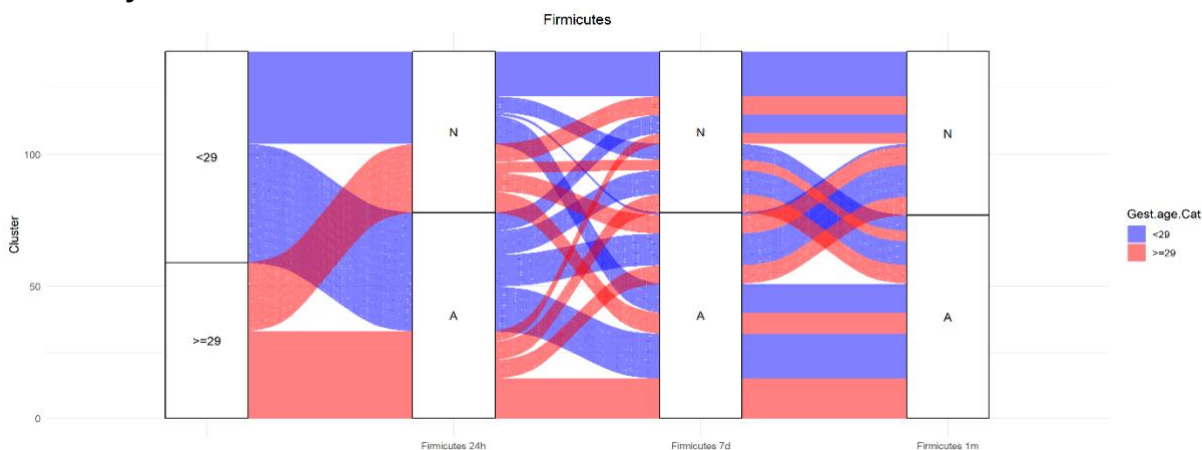 Firmicutes
Cluster
100
50
0
<29
>=29
N
A
N
A
N
A
Firmicutes 24h
Firmicutes 7d
Firmicutes 1m
Gest.age.Cat
<29
>=29